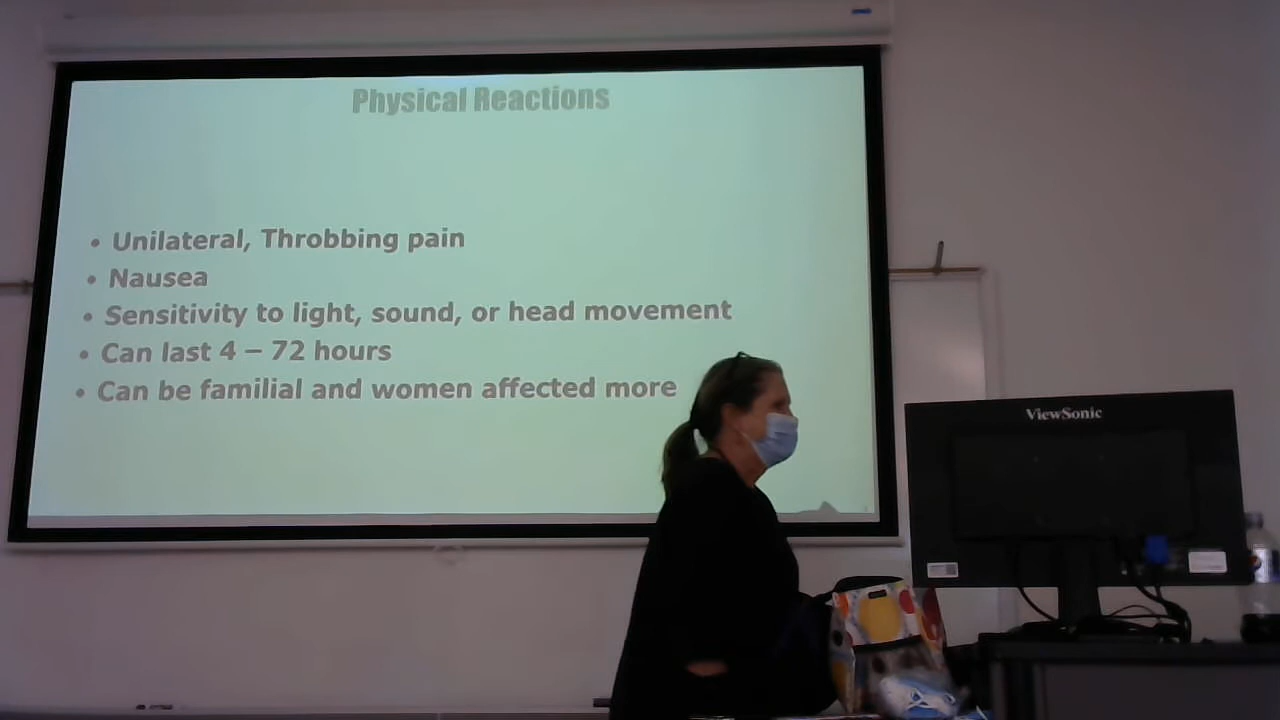 Physical Reactions
• Unilateral, Throbbing pain
• Nausea
• Sensitivity to light, sound, or head movement
• Can last 4 – 72 hours
• Can be familial and women affected more
ViewSonic